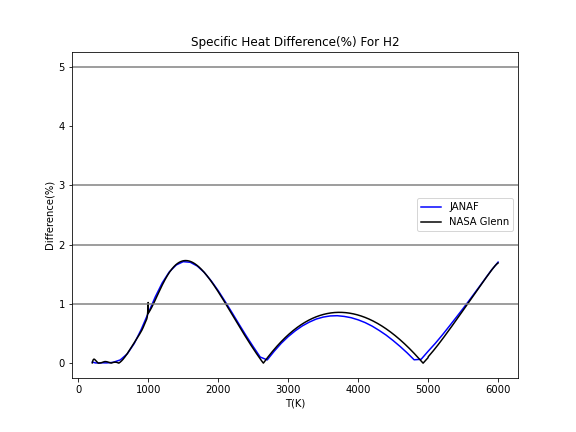 Specific Heat Difference(%) For H2
5
4
3
2
1
0
Difference(%)
JANAF
NASA Glenn
0 1000 2000 3000 4000 5000 6000
T(K)